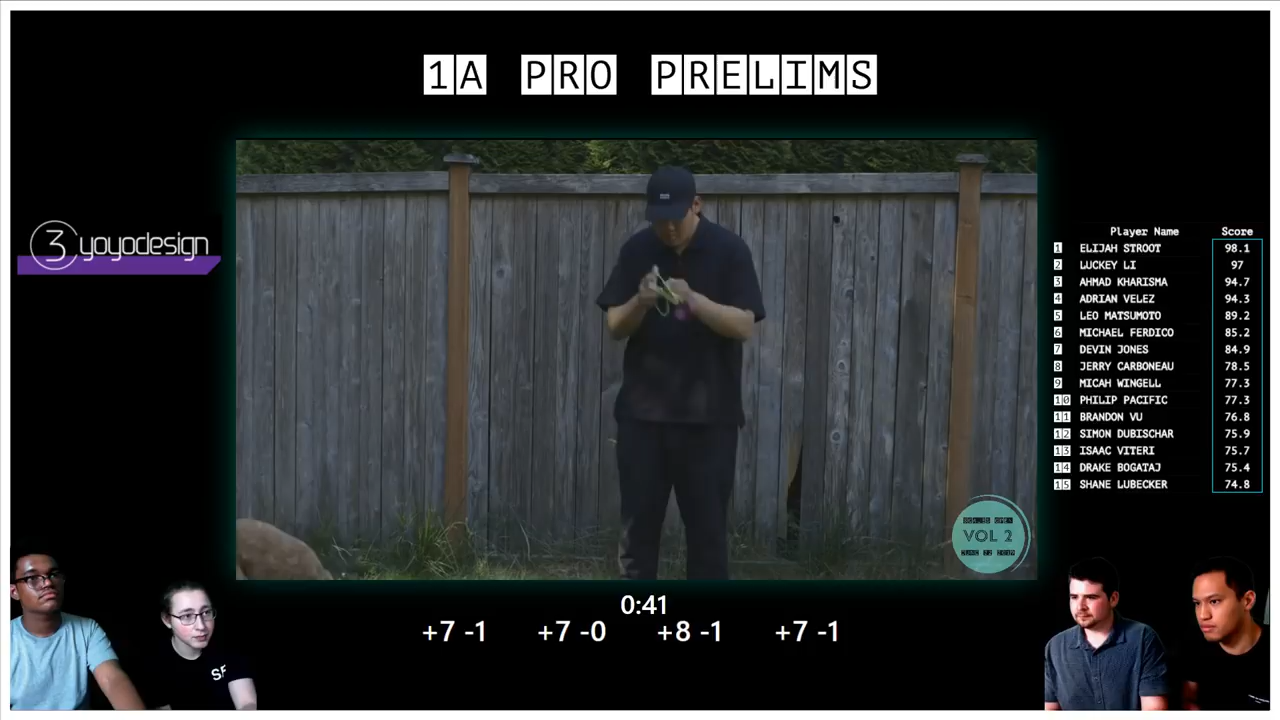 1A PRO PRELIMS
3 yoyodesign
Player Name Score
1 ELIJAH STROOT 98.1
2 LUCKEY LI 97
3 AHMAD KHARISMA 94.7
4 ADRIAN VELEZ 94.3
5 LEO MATSUMOTO 89.2
6 MICHAEL FERDICO 85.2
7 DEVIN JONES 84.9
8 JERRY CARBONEAU 78.5
9 MICAH WINGELL 77.3
10 PHILIP PACIFIC 77.3
11 BRANDON VU 76.8
12 SIMON DUBISCHAR 75.9
13 ISAAC VITERI 75.7
14 DRAKE BOGATAJ 75.4
15 SHANE LUBECKER 74.8
VOL 2
0:41
+7 -1 +7 -0 +8 -1 +7 -1
SF